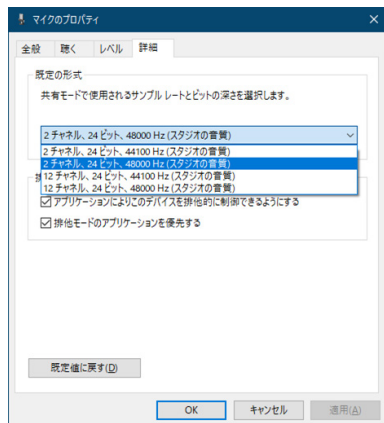 マイクのプロパティ
全般 聴く レベル 詳細
既定の形式
共有モードで使用されるサンプル レートとビットの深さを選択します。
2 チャネル、24 ビット、48000 Hz (スタジオの音質)
2 チャネル、24 ビット、44100 Hz (スタジオの音質)
2 チャネル、24 ビット、48000 Hz (スタジオの音質)
12 チャネル、24 ビット、44100 Hz (スタジオの音質)
12 チャネル、24 ビット、48000 Hz (スタジオの音質)
アプリケーションによりこのデバイスを排他的に制御できるようにする
排他モードのアプリケーションを優先する
既定値に戻す(D)
OK キャンセル 適用(A)